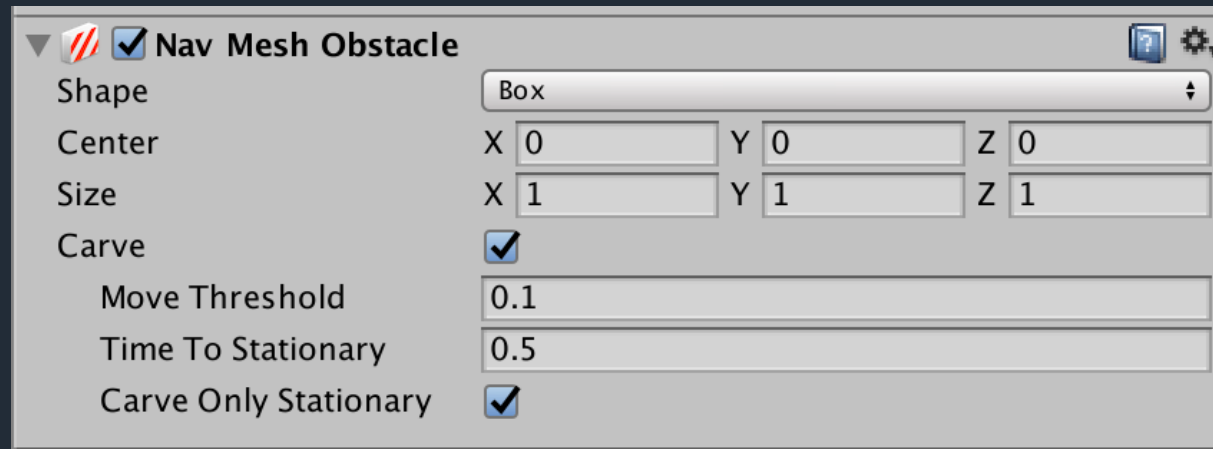 Nav Mesh Obstacle ?
Shape Box
Center X 0 Y 0 Z 0
Size X 1 Y 1 Z 1
Carve
Move Threshold 0.1
Time To Stationary 0.5
Carve Only Stationary